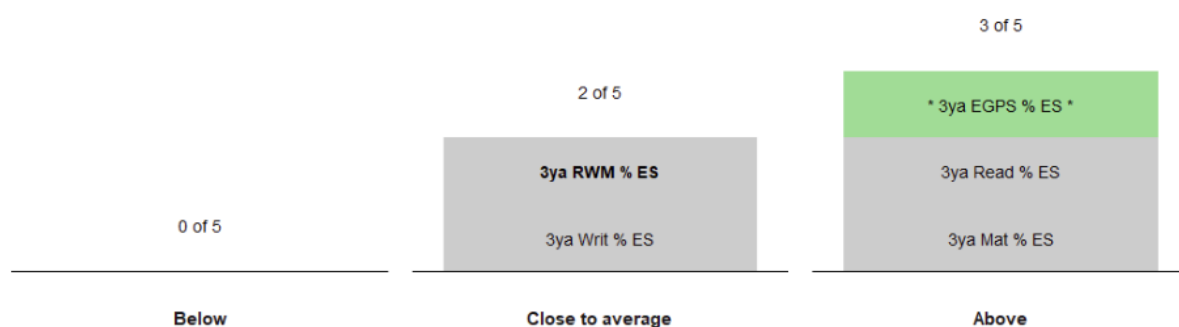 3 of 5
2 of 5
* 3ya EGPS % ES *
3ya RWM % ES
3ya Read % ES
0 of 5
3ya Writ % ES
3ya Mat % ES
Below
Close to average
Above